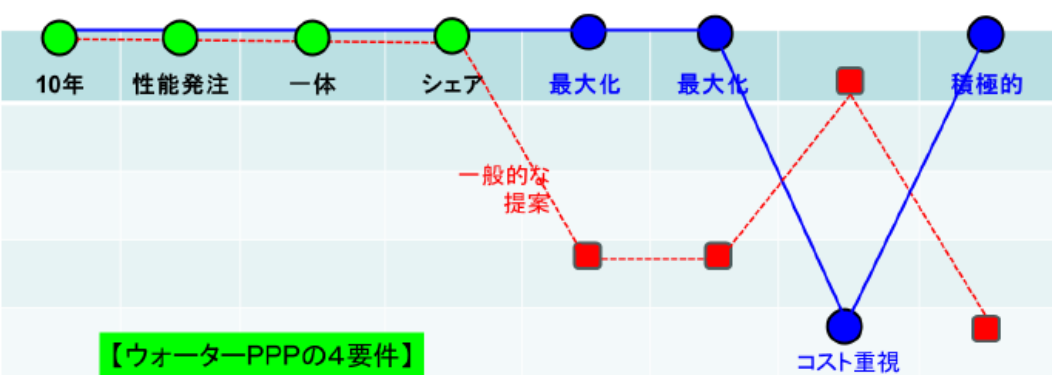 10年 性能発注 一体 シェア 最大化 最大化 積極的
一般的な
提案
【ウォーターPPPの4要件】
コスト重視